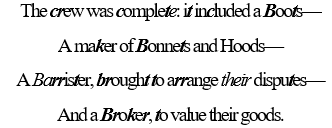 The crew was complete: it included a Boots—
A maker of Bonnets and Hoods—
A Barrister, brought to arrange their disputes—
And a Broker, to value their goods.